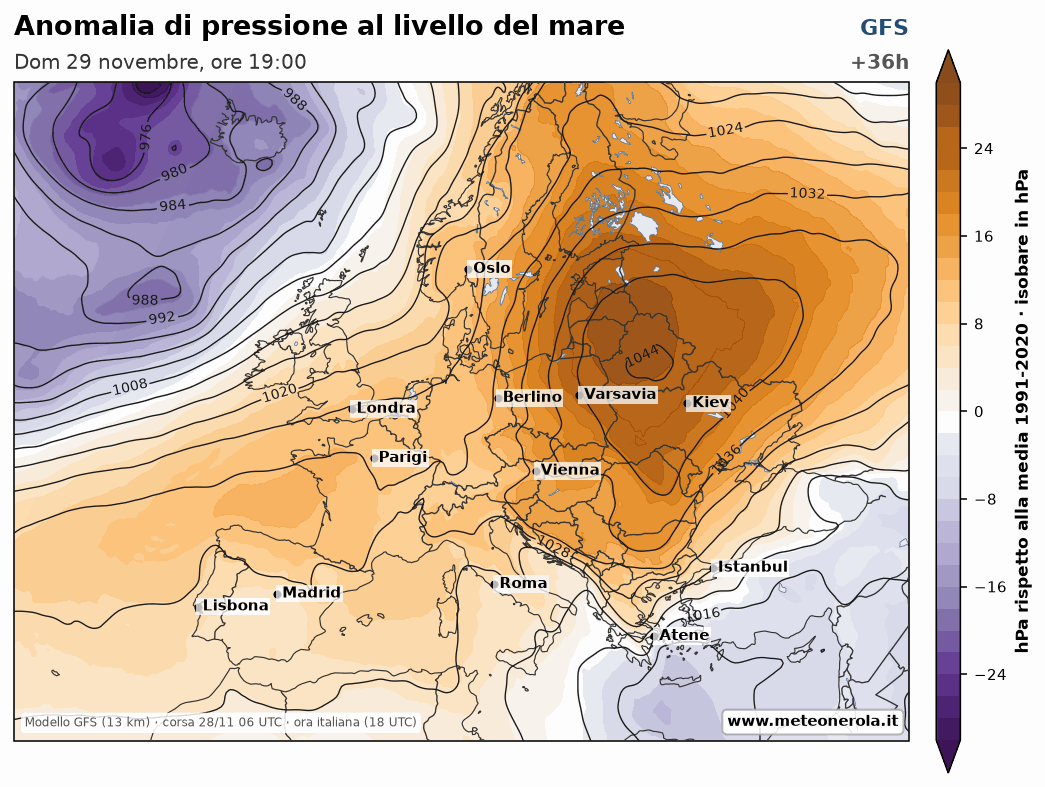 Anomalia di pressione al livello del mare
GFS
Dom 29 novembre, ore 19:00
+36h
988
976
980
984
988
992
1008
1020
1024
1032
1044
1040
1036
1028
1016
Oslo
Londra
Berlino
Varsavia
Kiev
Parigi
Vienna
Istanbul
Roma
Madrid
Lisbona
Atene
24
16
8
0
−8
−16
−24
hPa rispetto alla media 1991-2020 · isobare in hPa
Modello GFS (13 km) · corsa 28/11 06 UTC · ora italiana (18 UTC)
www.meteonerola.it